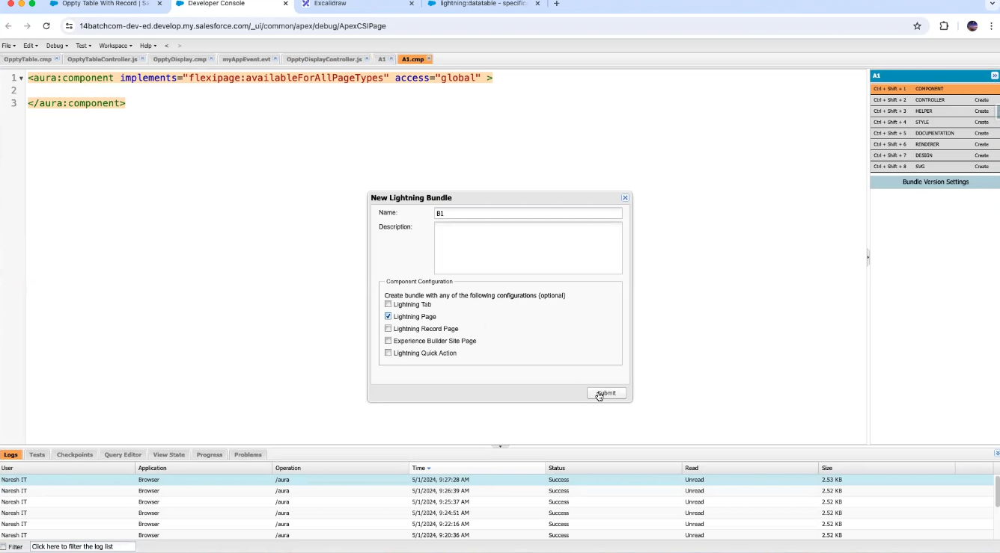 Oppty Table With Record | Sa
Developer Console
Excalidraw
lightning:datatable - specific
14batchcom-dev-ed.develop.my.salesforce.com/_ui/common/apex/debug/ApexCSIPage
File Edit Debug Test Workspace Help < >
OpptyTable.cmp OpptyTableController.js OpptyDisplay.cmp myAppEvent.evt OpptyDisplayController.js A1 A1.cmp
1 <aura:component implements="flexipage:availableForAllPageTypes" access="global" >
2
3 </aura:component>
A1
Ctrl + Shift + 1 COMPONENT
Ctrl + Shift + 2 CONTROLLER Create
Ctrl + Shift + 3 HELPER Create
Ctrl + Shift + 4 STYLE Create
Ctrl + Shift + 5 DOCUMENTATION Create
Ctrl + Shift + 6 RENDERER Create
Ctrl + Shift + 7 DESIGN Create
Ctrl + Shift + 8 SVG Create
Bundle Version Settings
New Lightning Bundle
Name: B1
Description:
Component Configuration
Create bundle with any of the following configurations (optional)
Lightning Tab
Lightning Page
Lightning Record Page
Experience Builder Site Page
Lightning Quick Action
Submit
Logs Tests Checkpoints Query Editor View State Progress Problems
User Application Operation Time Status Read Size
Naresh IT Browser /aura 5/1/2024, 9:27:28 AM Success Unread 2.53 KB
Naresh IT Browser /aura 5/1/2024, 9:26:39 AM Success Unread 2.52 KB
Naresh IT Browser /aura 5/1/2024, 9:25:37 AM Success Unread 2.52 KB
Naresh IT Browser /aura 5/1/2024, 9:24:51 AM Success Unread 2.52 KB
Naresh IT Browser /aura 5/1/2024, 9:22:16 AM Success Unread 2.52 KB
Naresh IT Browser /aura 5/1/2024, 9:20:36 AM Success Unread 2.52 KB
Filter Click here to filter the log list